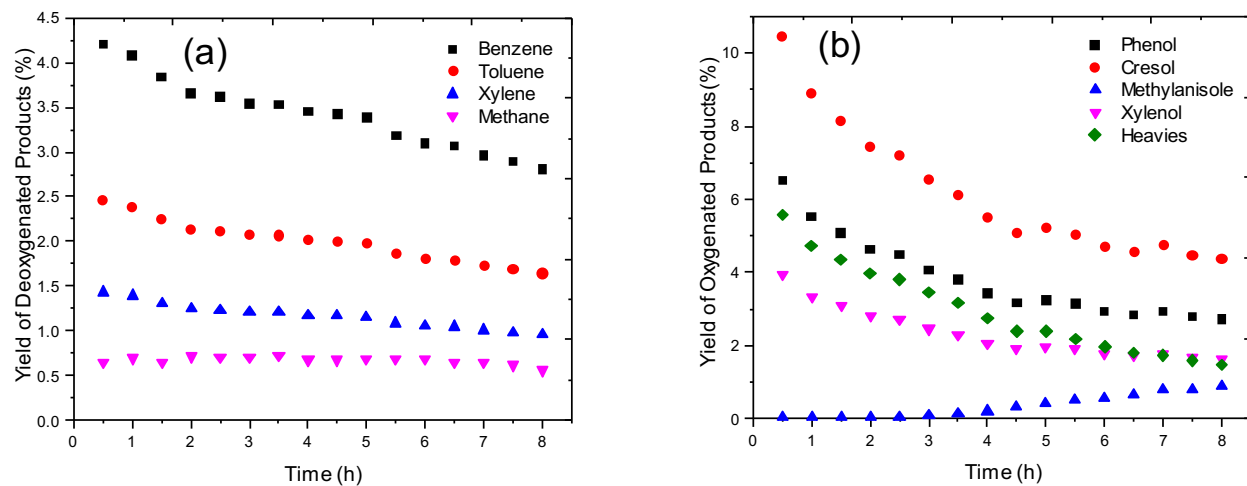 (a)
Benzene
Toluene
Xylene
Methane
Yield of Deoxygenated Products (%)
4.5
4.0
3.5
3.0
2.5
2.0
1.5
1.0
0.5
0.0
0 1 2 3 4 5 6 7 8
Time (h)
(b)
Phenol
Cresol
Methylanisole
Xylenol
Heavies
Yield of Oxygenated Products (%)
10
8
6
4
2
0
0 1 2 3 4 5 6 7 8
Time (h)